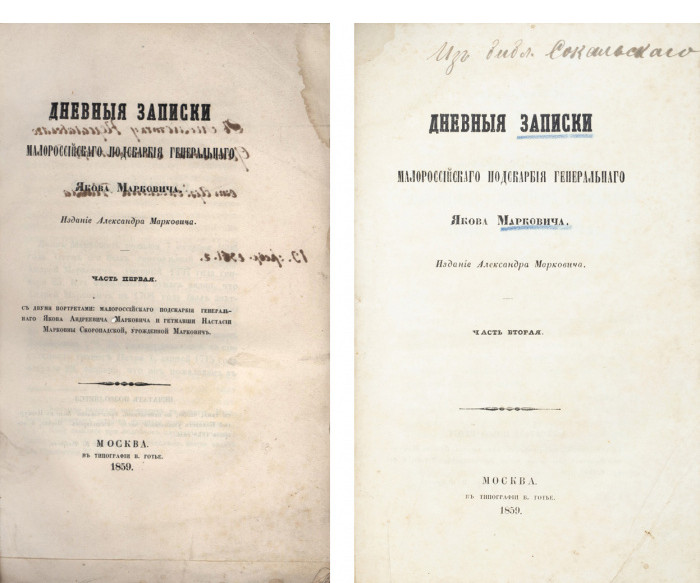 ДНЕВНЫЯ ЗАПИСКИ
МАЛОРОССІЙСКАГО ПОДСКАРБІЯ ГЕНЕРАЛЬНАГО
ЯКОВА МАРКОВИЧА.
Изданіе Александра Марковича.
ЧАСТЬ ПЕРВАЯ.
СЪ ДВУМЯ ПОРТРЕТАМИ: МАЛОРОССІЙСКАГО ПОДСКАРБІЯ ГЕНЕРАЛЬ-
НАГО ЯКОВА АНДРЕЕВИЧА МАРКОВИЧА И ГЕТМАНШИ НАСТАСІИ
МАРКОВНЫ СКОРОПАДСКОЙ, УРОЖДЕННОЙ МАРКОВИЧЬ.
МОСКВА.
ВЪ ТИПОГРАФІИ В. ГОТЬЕ.
1859.
Изъ библ. Сокальскаго
ДНЕВНЫЯ ЗАПИСКИ
МАЛОРОССІЙСКАГО ПОДСКАРБІЯ ГЕНЕРАЛЬНАГО
ЯКОВА МАРКОВИЧА.
Изданіе Александра Марковича.
ЧАСТЬ ВТОРАЯ.
МОСКВА.
ВЪ ТИПОГРАФІИ В. ГОТЬЕ.
1859.